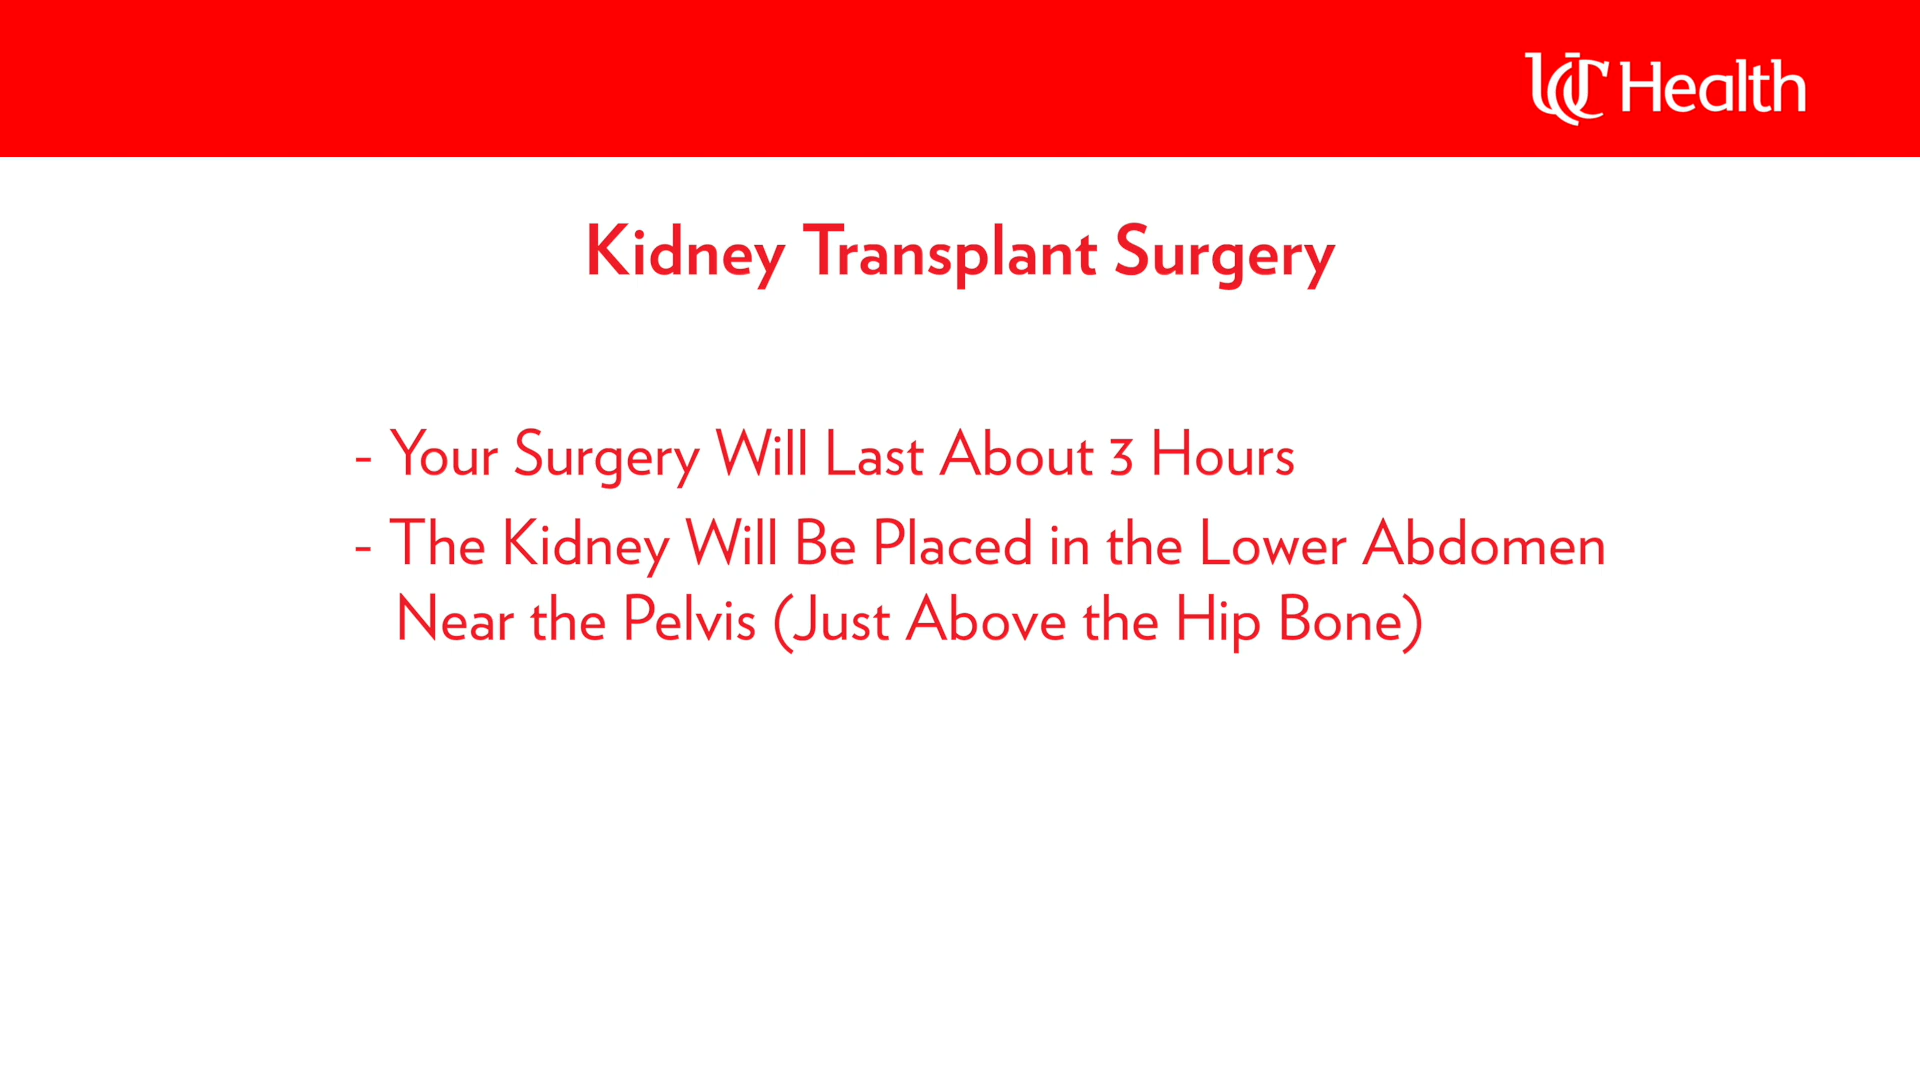 UC Health
Kidney Transplant Surgery
- Your Surgery Will Last About 3 Hours
- The Kidney Will Be Placed in the Lower Abdomen
Near the Pelvis (Just Above the Hip Bone)